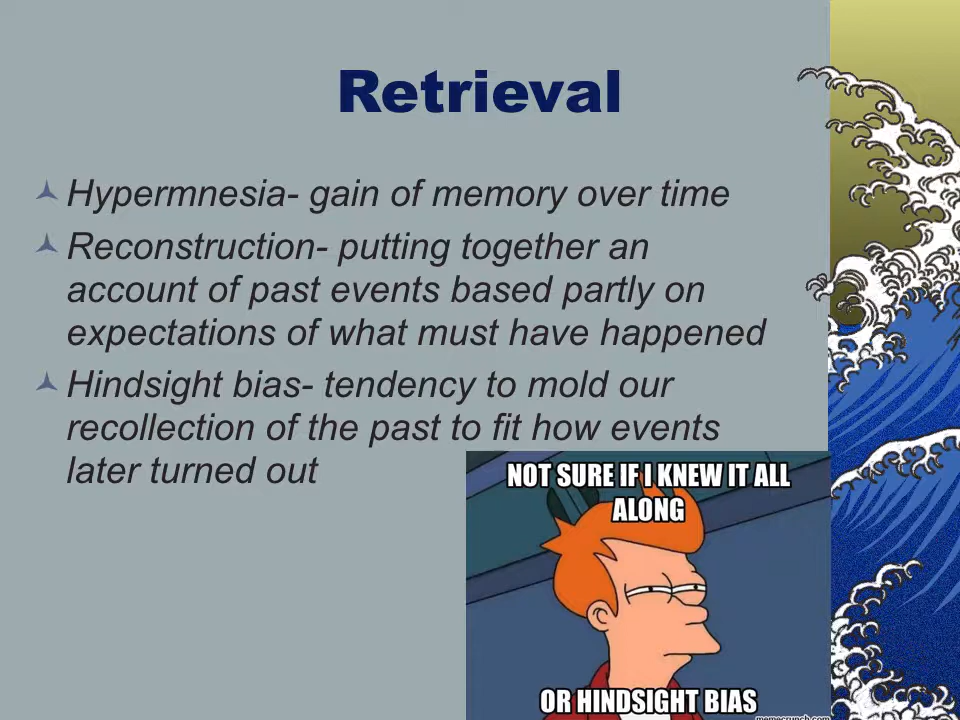 Retrieval
Hypermnesia- gain of memory over time
Reconstruction- putting together an
account of past events based partly on
expectations of what must have happened
Hindsight bias- tendency to mold our
recollection of the past to fit how events
later turned out
NOT SURE IF I KNEW IT ALL
ALONG
OR HINDSIGHT BIAS
memecrunch.com